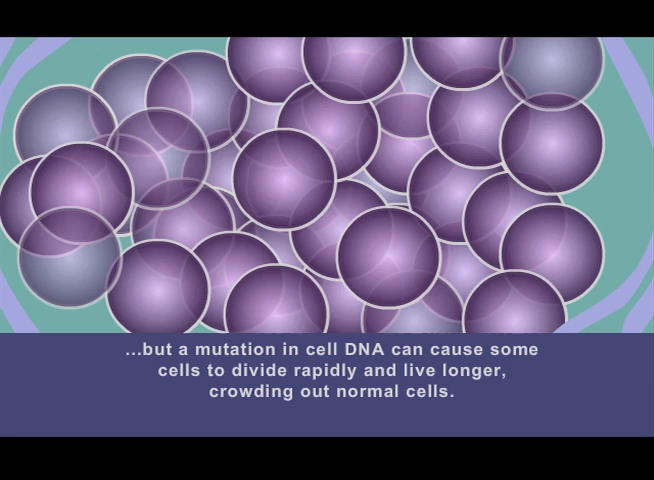 ...but a mutation in cell DNA can cause some
cells to divide rapidly and live longer,
crowding out normal cells.